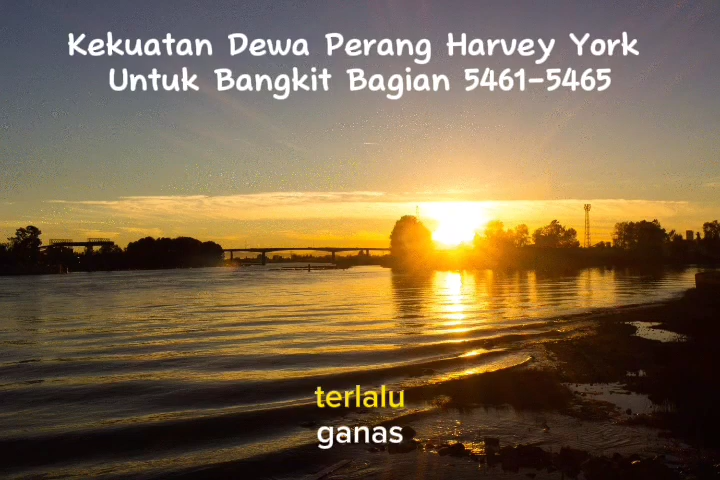 Kekuatan Dewa Perang Harvey York
Untuk Bangkit Bagian 5461-5465
terlalu
ganas